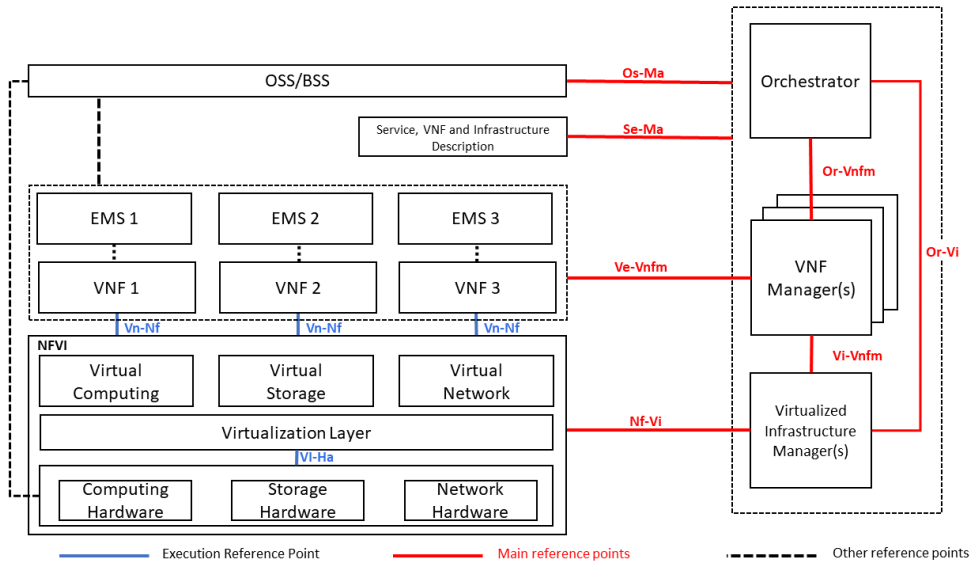 OSS/BSS
Os-Ma
Orchestrator
Service, VNF and Infrastructure
Description
Se-Ma
Or-Vnfm
EMS 1
EMS 2
EMS 3
Or-Vi
Ve-Vnfm
VNF
Manager(s)
VNF 1
VNF 2
VNF 3
Vn-Nf
Vn-Nf
Vn-Nf
NFVI
Vi-Vnfm
Virtual
Computing
Virtual
Storage
Virtual
Network
Virtualized
Infrastructure
Manager(s)
Nf-Vi
Virtualization Layer
VI-Ha
Computing
Hardware
Storage
Hardware
Network
Hardware
Execution Reference Point
Main reference points
Other reference points